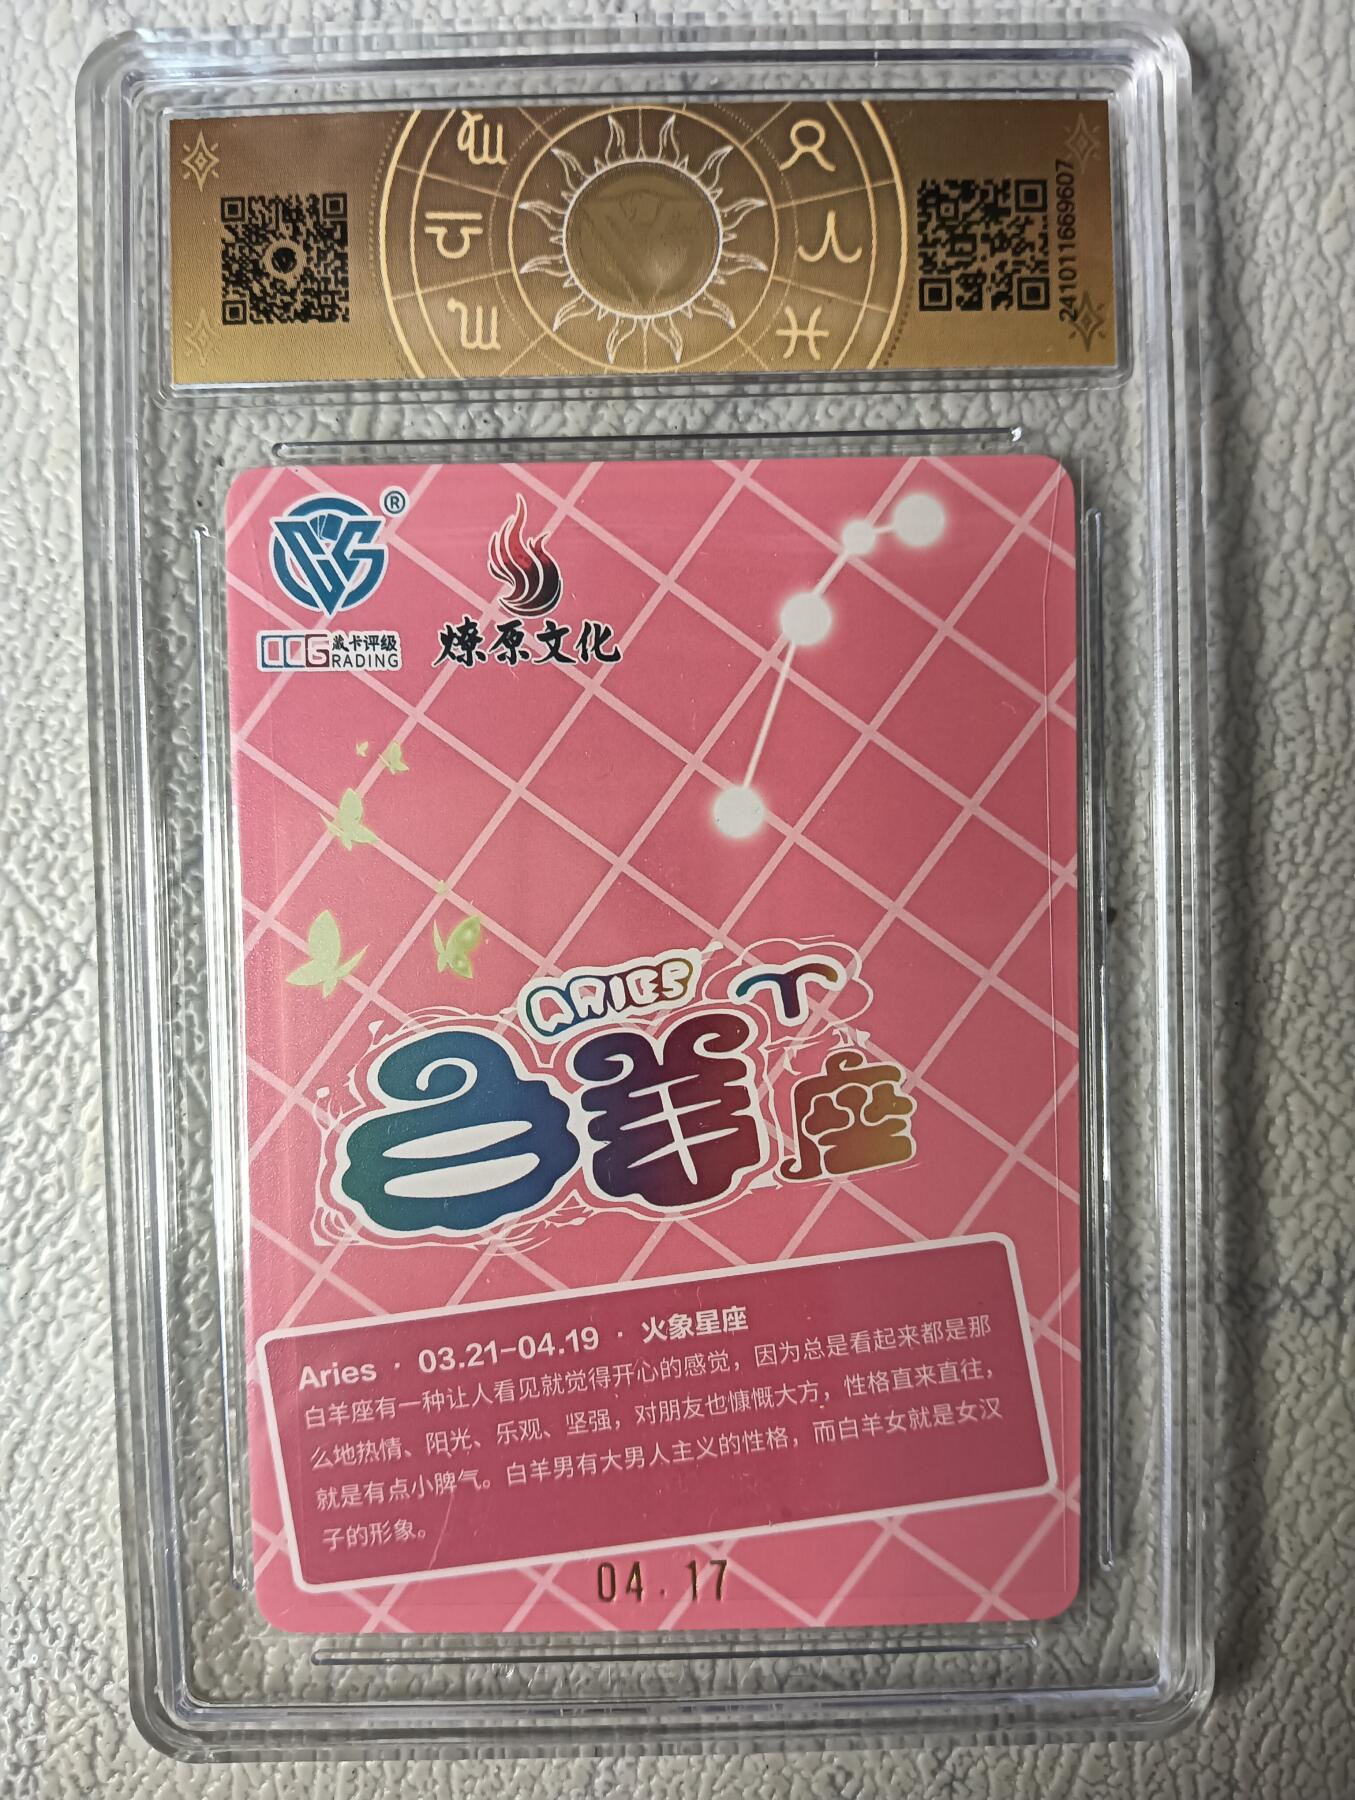 2410111669607
CCS
®
CCG 藏卡评级
GRADING
燎原文化
ARIES
白羊座
Aries · 03.21-04.19 · 火象星座
白羊座有一种让人看见就觉得开心的感觉，因为总是看起来都是那
么地热情、阳光、乐观、坚强，对朋友也慷慨大方，性格直来直往，
就是有点小脾气。白羊男有大男人主义的性格，而白羊女就是女汉
子的形象。
04.17